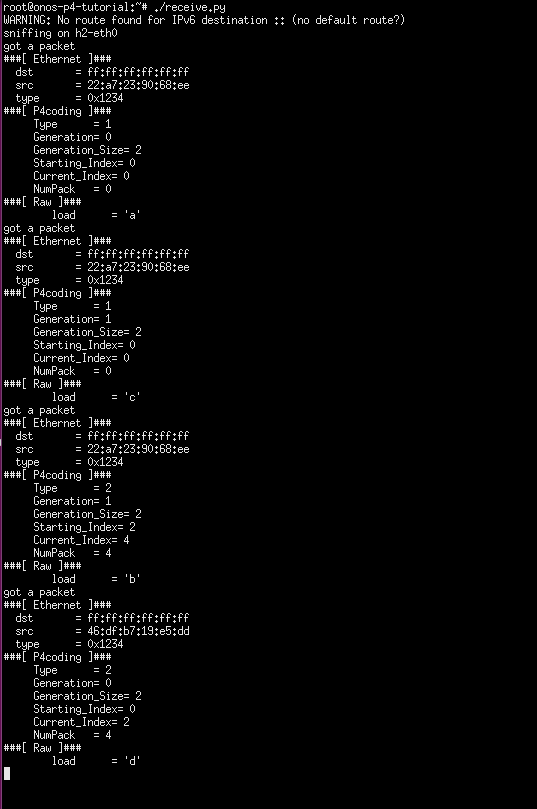 root@onos-p4-tutorial:~# ./receive.py
WARNING: No route found for IPv6 destination :: (no default route?)
sniffing on h2-eth0
got a packet
###[ Ethernet ]###
  dst       = ff:ff:ff:ff:ff:ff
  src       = 22:a7:23:90:68:ee
  type      = 0x1234
###[ P4coding ]###
     Type      = 1
     Generation= 0
     Generation_Size= 2
     Starting_Index= 0
     Current_Index= 0
     NumPack   = 0
###[ Raw ]###
        load      = 'a'
got a packet
###[ Ethernet ]###
  dst       = ff:ff:ff:ff:ff:ff
  src       = 22:a7:23:90:68:ee
  type      = 0x1234
###[ P4coding ]###
     Type      = 1
     Generation= 1
     Generation_Size= 2
     Starting_Index= 0
     Current_Index= 0
     NumPack   = 0
###[ Raw ]###
        load      = 'c'
got a packet
###[ Ethernet ]###
  dst       = ff:ff:ff:ff:ff:ff
  src       = 22:a7:23:90:68:ee
  type      = 0x1234
###[ P4coding ]###
     Type      = 2
     Generation= 1
     Generation_Size= 2
     Starting_Index= 2
     Current_Index= 4
     NumPack   = 4
###[ Raw ]###
        load      = 'b'
got a packet
###[ Ethernet ]###
  dst       = ff:ff:ff:ff:ff:ff
  src       = 46:df:b7:19:e5:dd
  type      = 0x1234
###[ P4coding ]###
     Type      = 2
     Generation= 0
     Generation_Size= 2
     Starting_Index= 0
     Current_Index= 2
     NumPack   = 4
###[ Raw ]###
        load      = 'd'